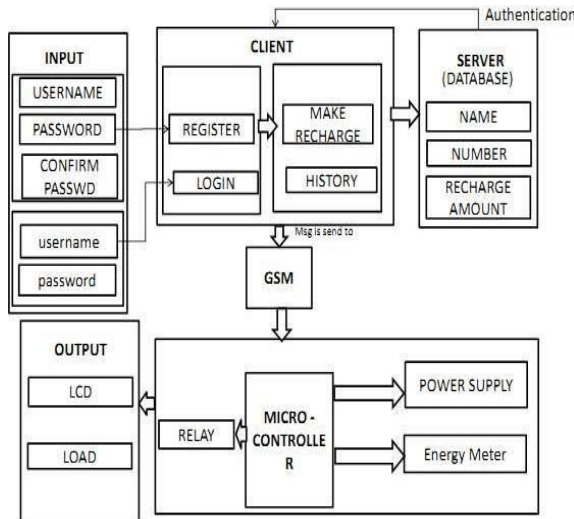 Authentication
INPUT
USERNAME
PASSWORD
CONFIRM
PASSWD
username
password
CLIENT
REGISTER
LOGIN
MAKE
RECHARGE
HISTORY
SERVER
(DATABASE)
NAME
NUMBER
RECHARGE
AMOUNT
Msg is send to
GSM
OUTPUT
LCD
LOAD
RELAY
MICRO -
CONTROLLE
R
POWER SUPPLY
Energy Meter